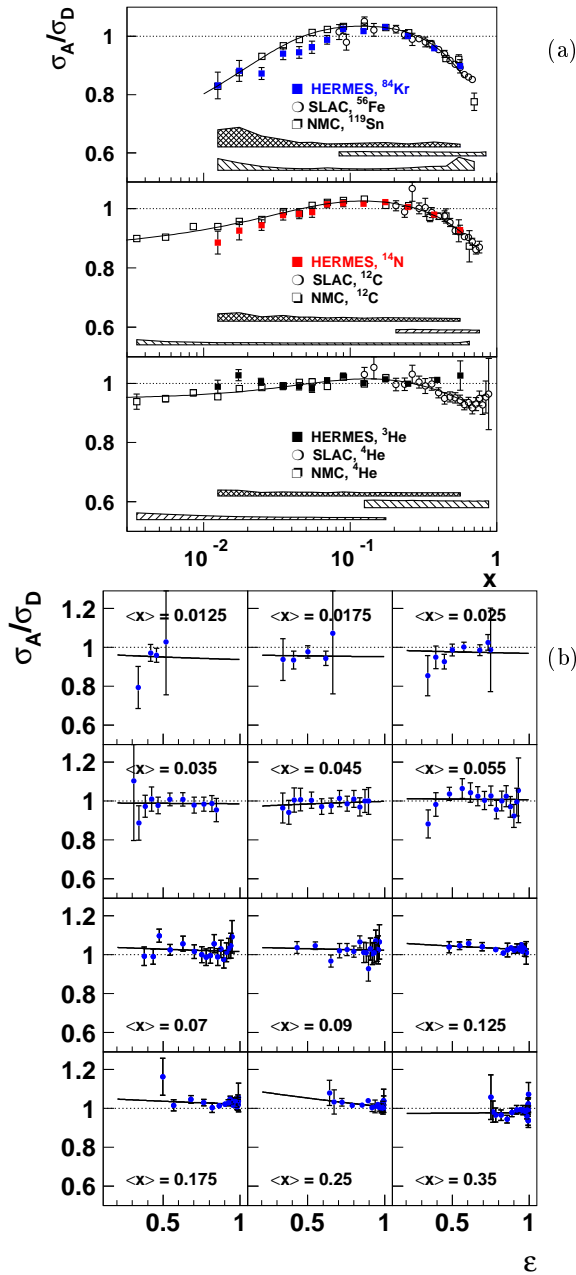 σA/σD
(a)
1
0.8
0.6
HERMES, ⁸⁴Kr
SLAC, ⁵⁶Fe
NMC, ¹¹⁹Sn
1
0.8
0.6
HERMES, ¹⁴N
SLAC, ¹²C
NMC, ¹²C
1
0.8
0.6
HERMES, ³He
SLAC, ⁴He
NMC, ⁴He
10⁻² 10⁻¹ 1
x
σA/σD
(b)
1.2
1
0.8
0.6
<x> = 0.0125 <x> = 0.0175 <x> = 0.025
1.2
1
0.8
0.6
<x> = 0.035 <x> = 0.045 <x> = 0.055
1.2
1
0.8
0.6
<x> = 0.07 <x> = 0.09 <x> = 0.125
1.2
1
0.8
<x> = 0.175 <x> = 0.25 <x> = 0.35
0.5 1 0.5 1 0.5 1
ε